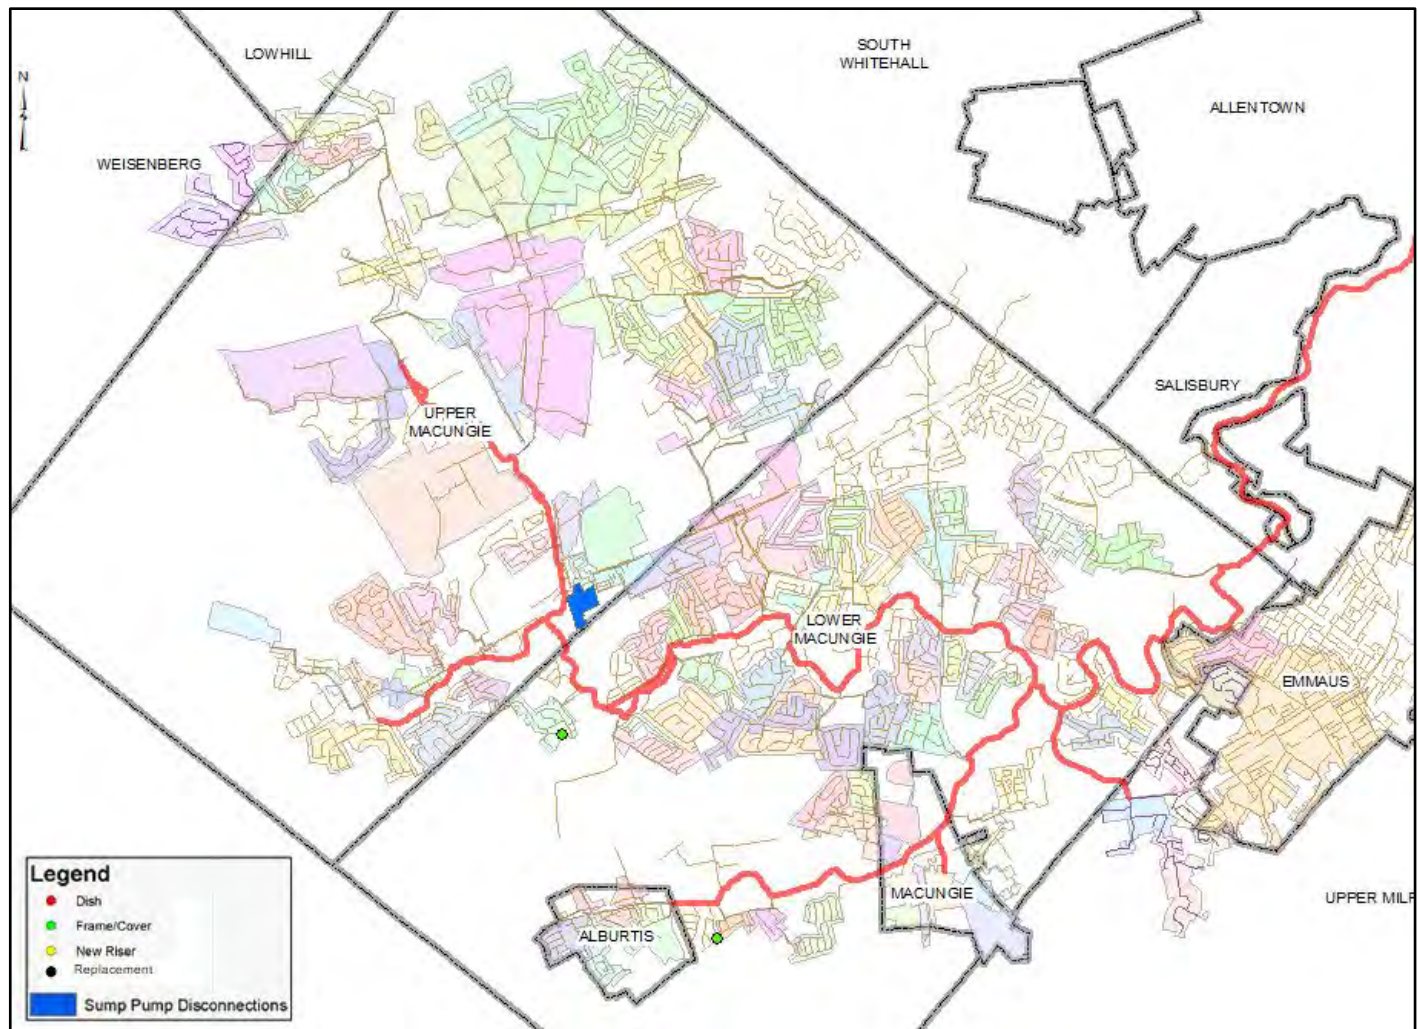 LOWHILL
SOUTH
WHITEHALL
N
ALLENTOWN
WEISENBERG
SALISBURY
UPPER
MACUNGIE
LOWER
MACUNGIE
EMMAUS
Legend
Dish
Frame/Cover
New Riser
Replacement
Sump Pump Disconnections
MACUNGIE
UPPER MILF
ALBURTIS